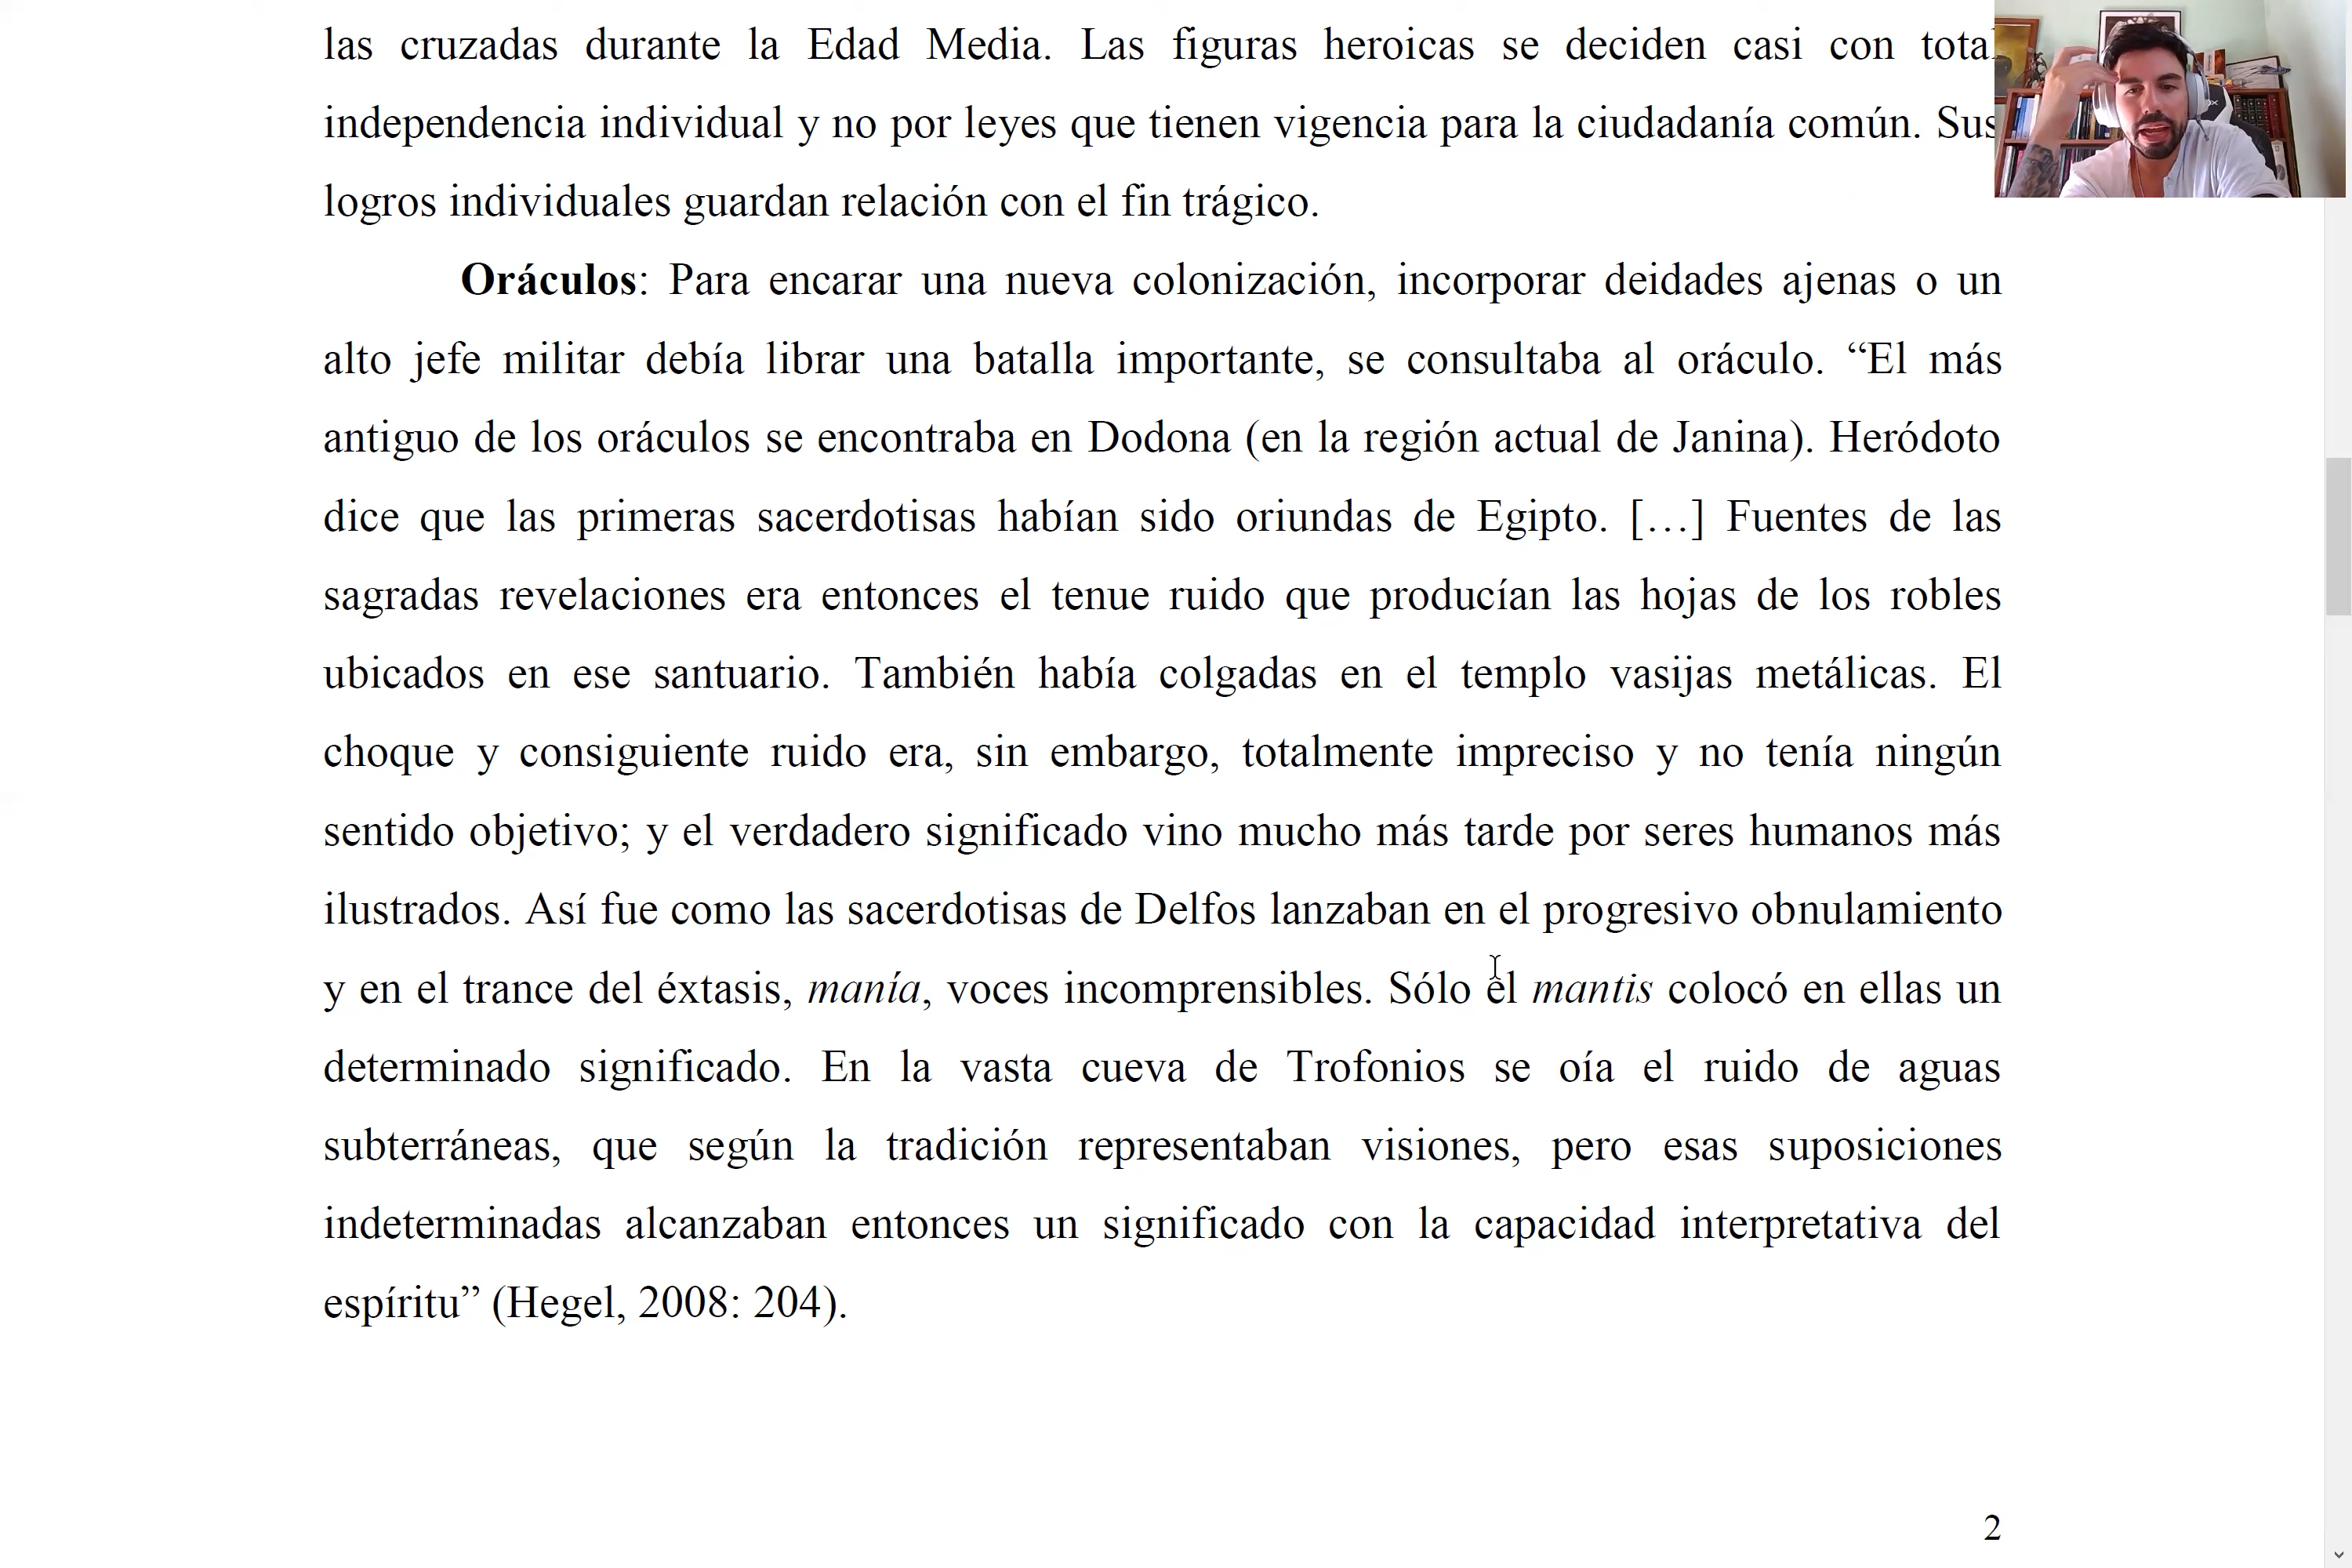 las cruzadas durante la Edad Media. Las figuras heroicas se deciden casi con total
independencia individual y no por leyes que tienen vigencia para la ciudadanía común. Sus
logros individuales guardan relación con el fin trágico.
Oráculos: Para encarar una nueva colonización, incorporar deidades ajenas o un
alto jefe militar debía librar una batalla importante, se consultaba al oráculo. “El más
antiguo de los oráculos se encontraba en Dodona (en la región actual de Janina). Heródoto
dice que las primeras sacerdotisas habían sido oriundas de Egipto. […] Fuentes de las
sagradas revelaciones era entonces el tenue ruido que producían las hojas de los robles
ubicados en ese santuario. También había colgadas en el templo vasijas metálicas. El
choque y consiguiente ruido era, sin embargo, totalmente impreciso y no tenía ningún
sentido objetivo; y el verdadero significado vino mucho más tarde por seres humanos más
ilustrados. Así fue como las sacerdotisas de Delfos lanzaban en el progresivo obnulamiento
y en el trance del éxtasis, manía, voces incomprensibles. Sólo el mantis colocó en ellas un
determinado significado. En la vasta cueva de Trofonios se oía el ruido de aguas
subterráneas, que según la tradición representaban visiones, pero esas suposiciones
indeterminadas alcanzaban entonces un significado con la capacidad interpretativa del
espíritu” (Hegel, 2008: 204).
2